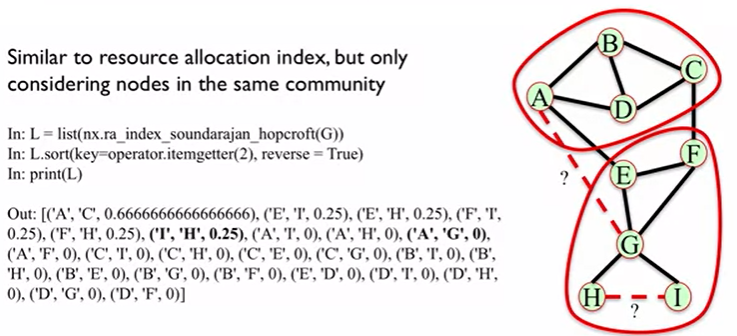 Similar to resource allocation index, but only
considering nodes in the same community
In: L = list(nx.ra_index_soundarajan_hopcroft(G))
In: L.sort(key=operator.itemgetter(2), reverse = True)
In: print(L)
Out: [('A', 'C', 0.6666666666666666), ('E', 'I', 0.25), ('E', 'H', 0.25), ('F', 'I',
0.25), ('F', 'H', 0.25), ('I', 'H', 0.25), ('A', 'I', 0), ('A', 'H', 0), ('A', 'G', 0),
('A', 'F', 0), ('C', 'I', 0), ('C', 'H', 0), ('C', 'E', 0), ('C, 'G', 0), ('B', 'I', 0), ('B',
'H', 0), ('B', 'E', 0), ('B', 'G', 0), ('B', 'F', 0), ('E', 'D', 0), ('D', 'I', 0), ('D', 'H',
0), ('D', 'G', 0), ('D', 'F', 0)]
B
C
A
D
F
?
E
G
H
I
?